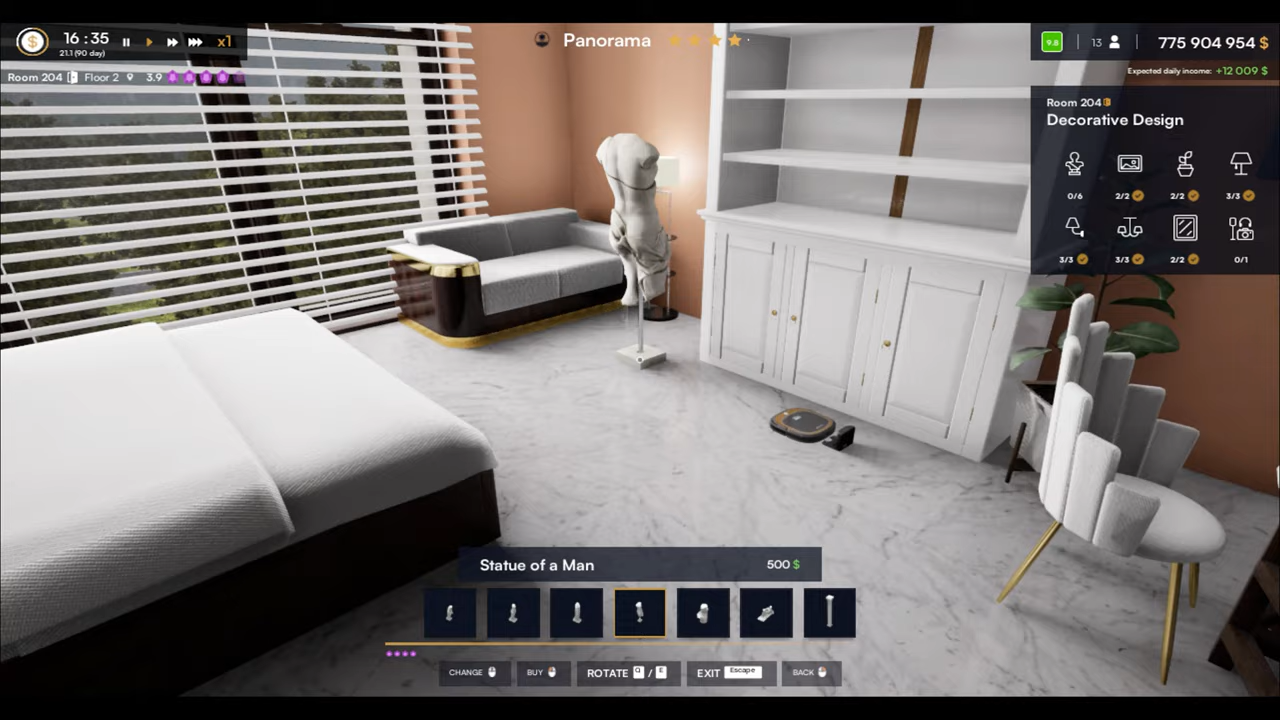 16:35
x1
21.1 (90 day)
Room 204 Floor 2 3.9
Panorama
9.8 13 775 904 954 $
Expected daily income: +12 009 $
Room 204
Decorative Design
0/6 2/2 2/2 3/3
3/3 3/3 2/2 0/1
Statue of a Man 500 $
CHANGE BUY ROTATE Q / E EXIT Escape BACK